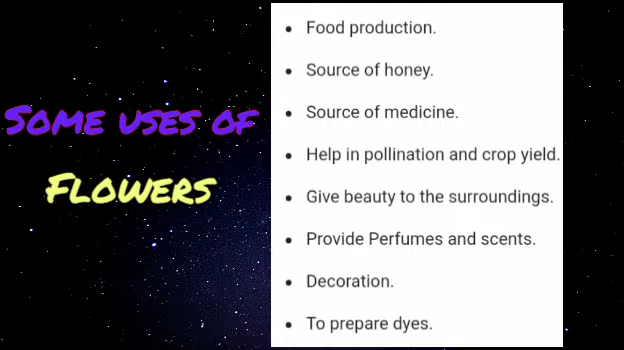 Some uses of
Flowers
• Food production.
• Source of honey.
• Source of medicine.
• Help in pollination and crop yield.
• Give beauty to the surroundings.
• Provide Perfumes and scents.
• Decoration.
• To prepare dyes.